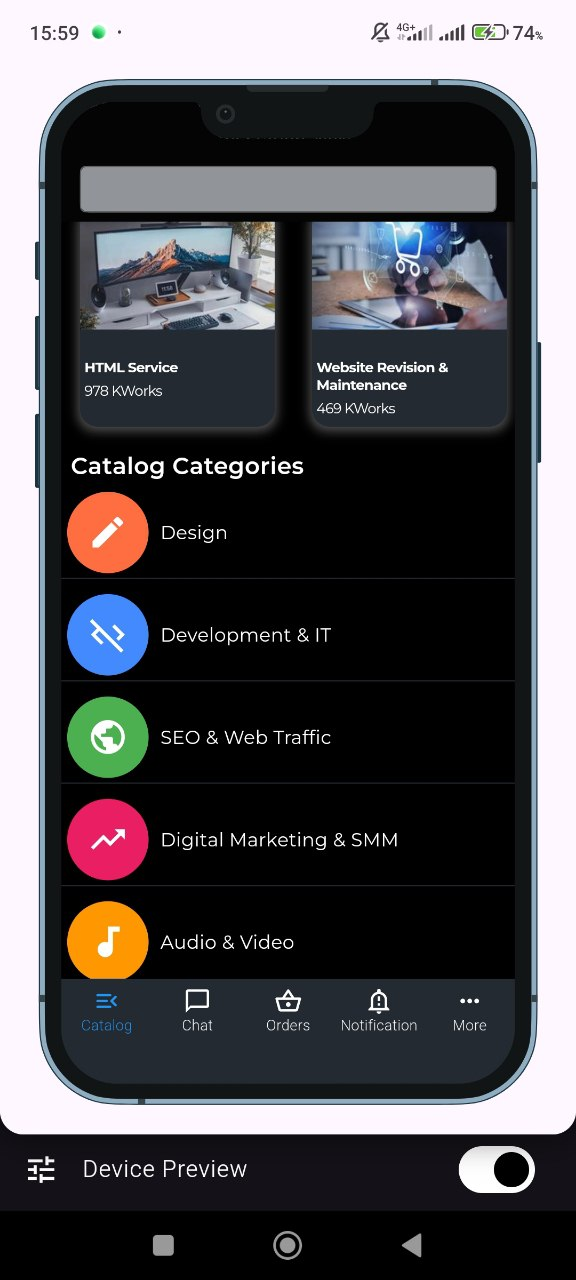 15:59
4G+ 74%
HTML Service
978 KWorks
Website Revision &
Maintenance
469 KWorks
Catalog Categories
Design
Development & IT
SEO & Web Traffic
Digital Marketing & SMM
Audio & Video
Catalog Chat Orders Notification More
Device Preview